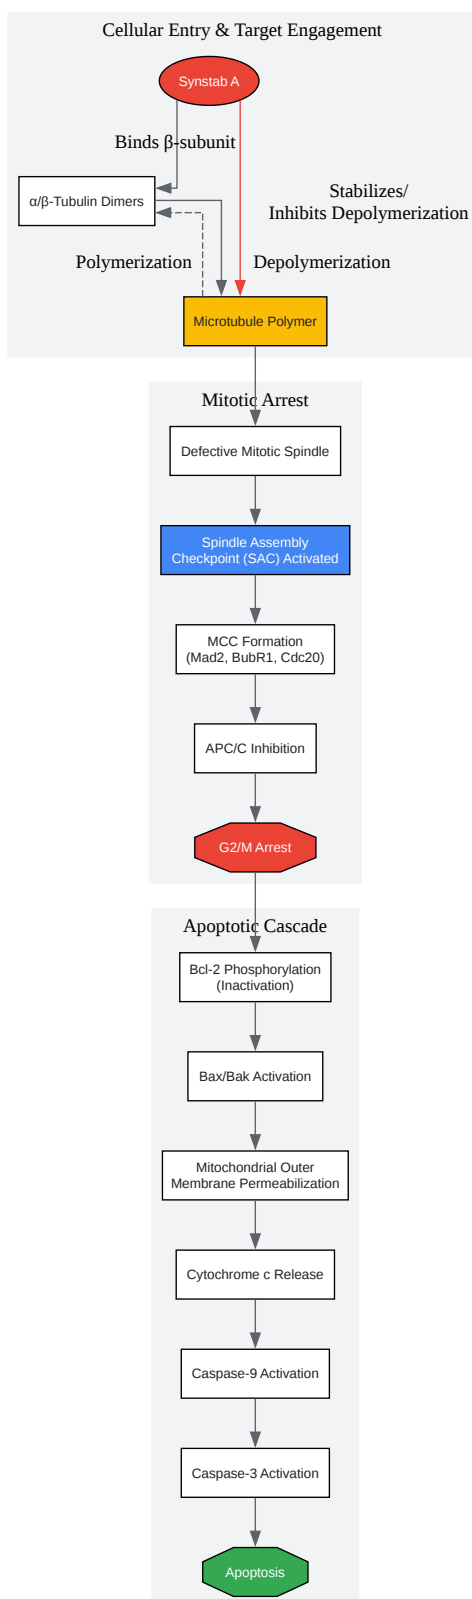 Cellular Entry & Target Engagement
Synstab A
Binds β-subunit
α/β-Tubulin Dimers
Stabilizes/
Inhibits Depolymerization
Polymerization
Depolymerization
Microtubule Polymer
Mitotic Arrest
Defective Mitotic Spindle
Spindle Assembly
Checkpoint (SAC) Activated
MCC Formation
(Mad2, BubR1, Cdc20)
APC/C Inhibition
G2/M Arrest
Apoptotic Cascade
Bcl-2 Phosphorylation
(Inactivation)
Bax/Bak Activation
Mitochondrial Outer
Membrane Permeabilization
Cytochrome c Release
Caspase-9 Activation
Caspase-3 Activation
Apoptosis